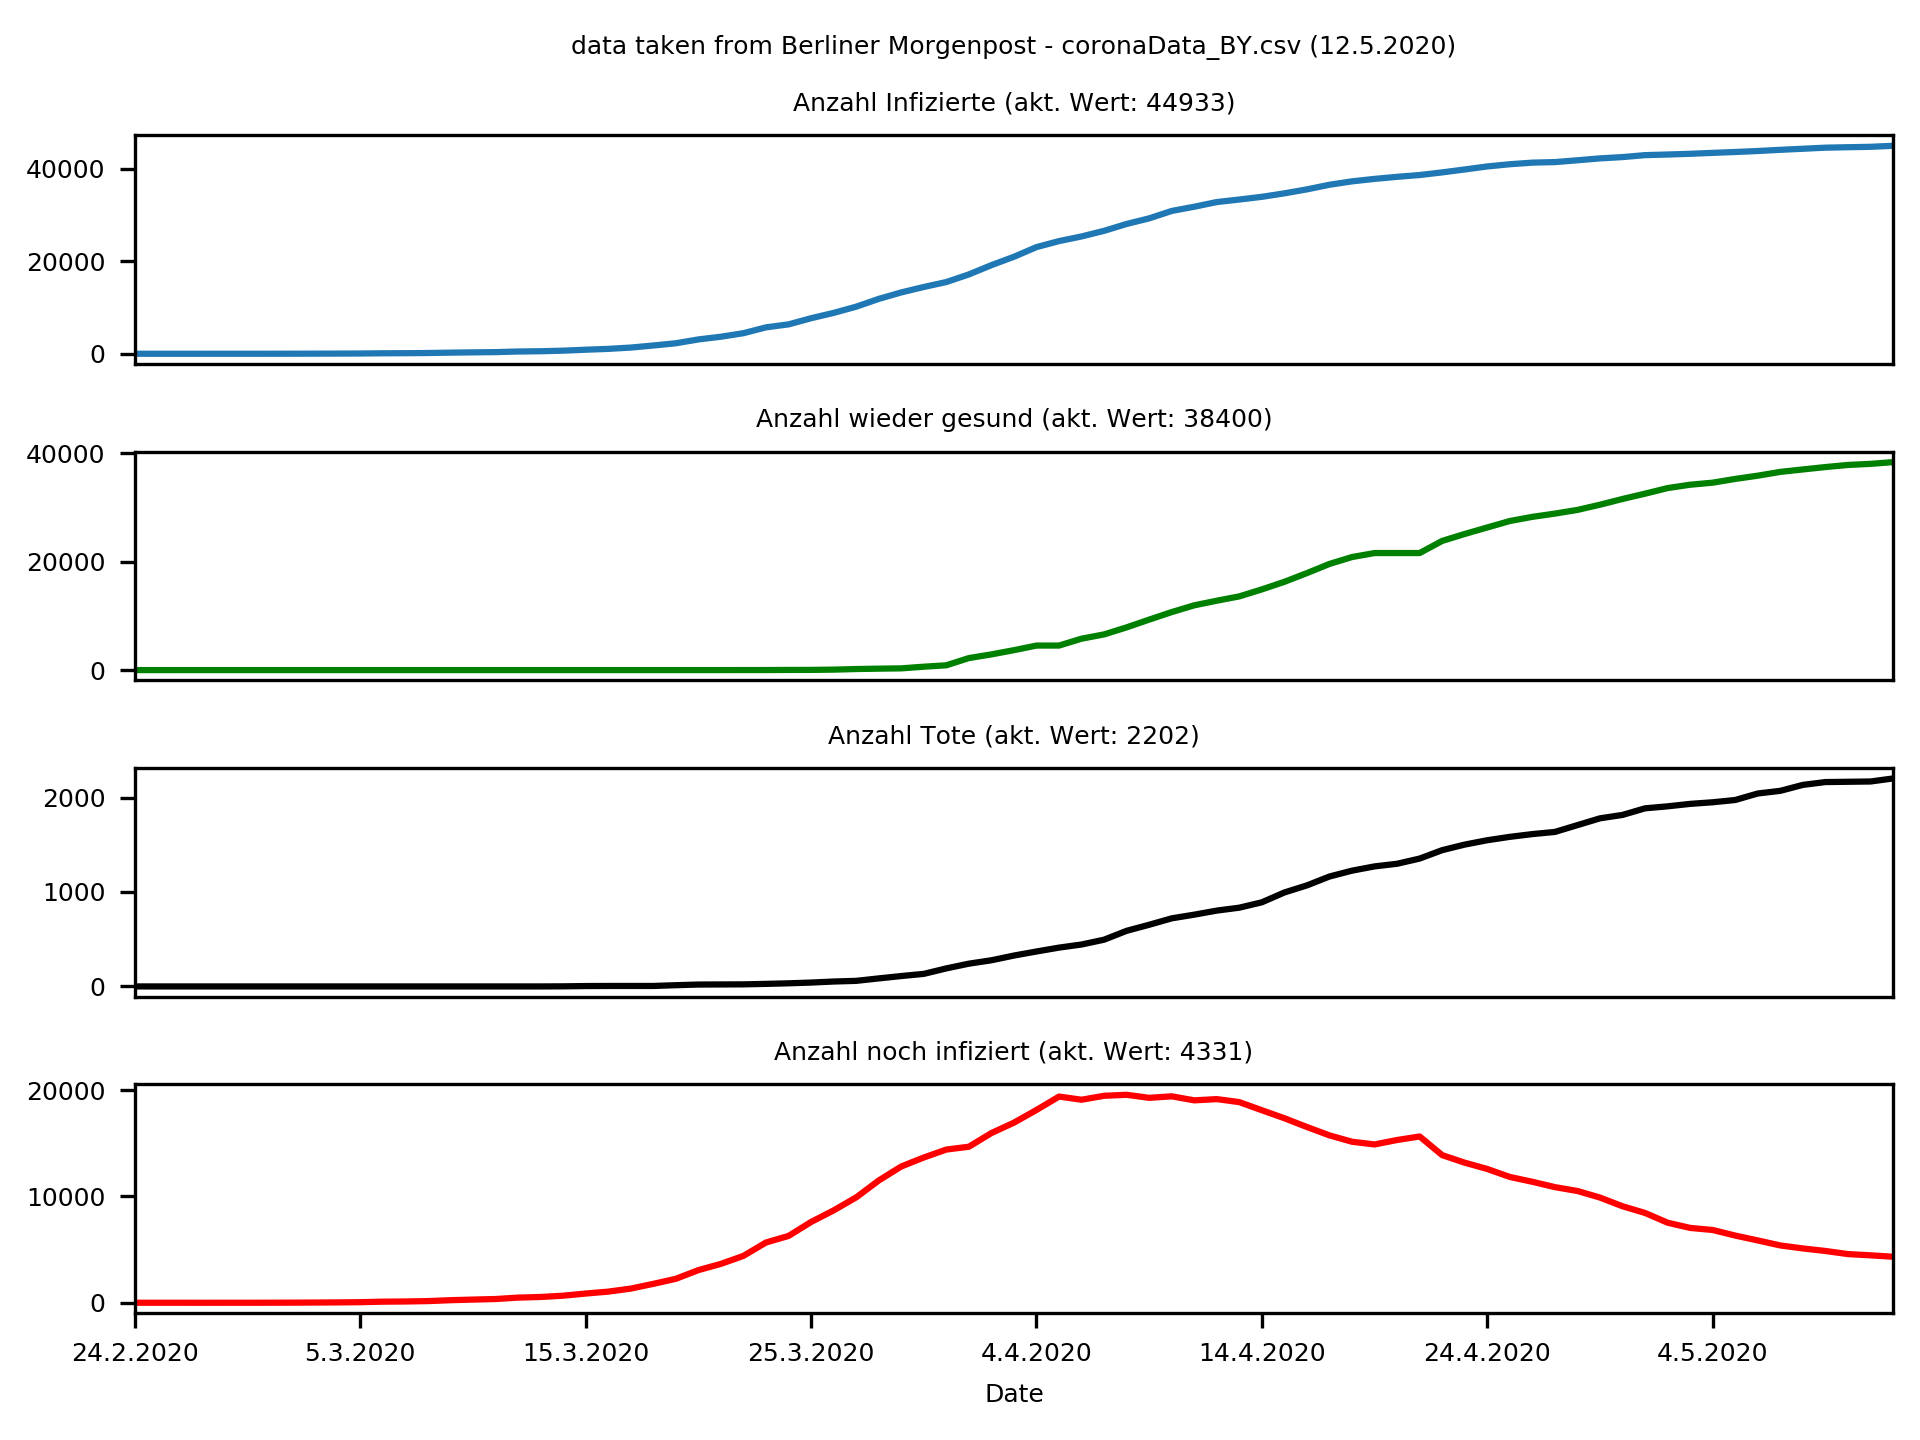 data taken from Berliner Morgenpost - coronaData_BY.csv (12.5.2020)
Anzahl Infizierte (akt. Wert: 44933)
40000
20000
0
Anzahl wieder gesund (akt. Wert: 38400)
40000
20000
0
Anzahl Tote (akt. Wert: 2202)
2000
1000
0
Anzahl noch infiziert (akt. Wert: 4331)
20000
10000
0
24.2.2020 5.3.2020 15.3.2020 25.3.2020 4.4.2020 14.4.2020 24.4.2020 4.5.2020
Date